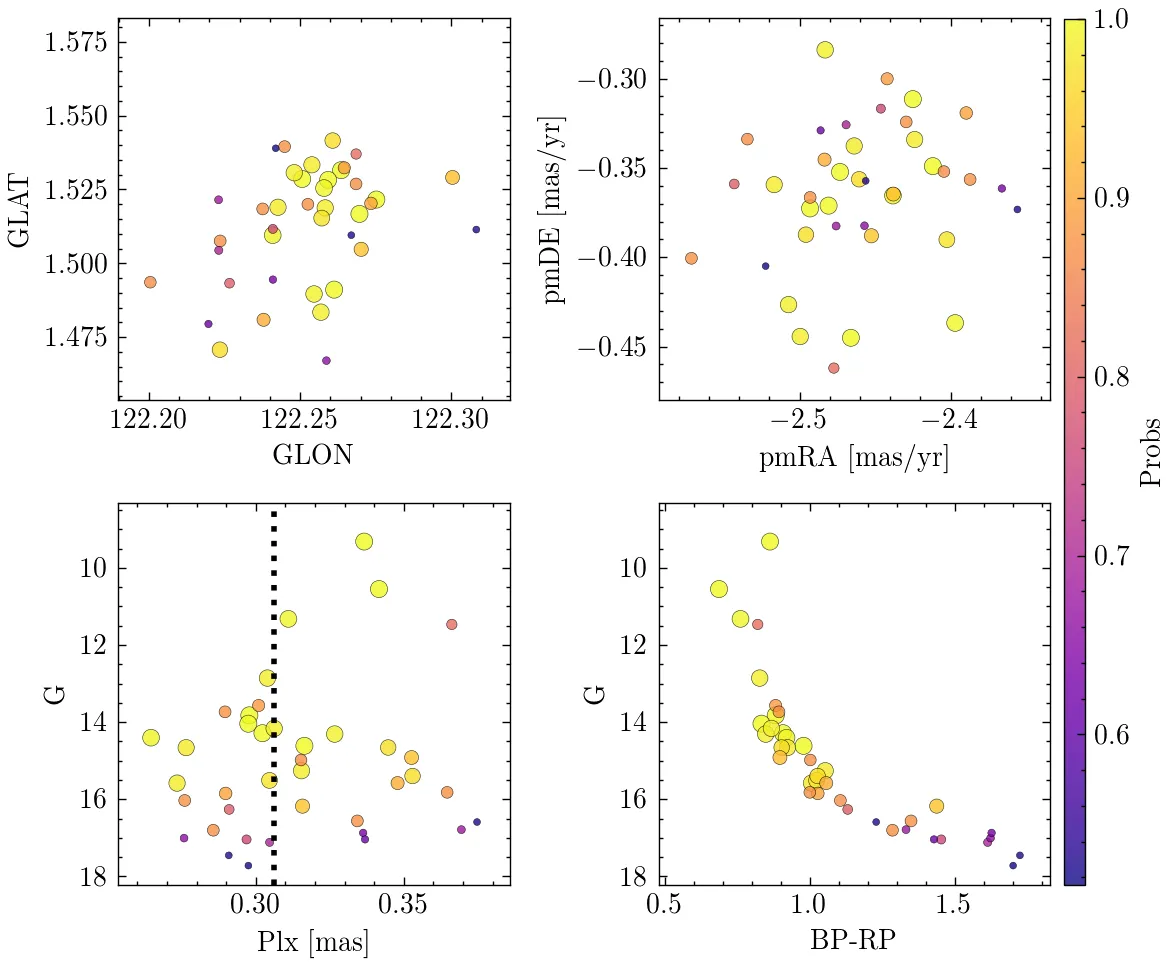 1.575
1.550
1.525
1.500
1.475
GLAT
122.20 122.25 122.30
GLON
−0.30
−0.35
−0.40
−0.45
pmDE [mas/yr]
−2.5 −2.4
pmRA [mas/yr]
1.0
0.9
0.8
0.7
0.6
Probs
10
12
14
16
18
G
0.30 0.35
Plx [mas]
10
12
14
16
18
G
0.5 1.0 1.5
BP-RP